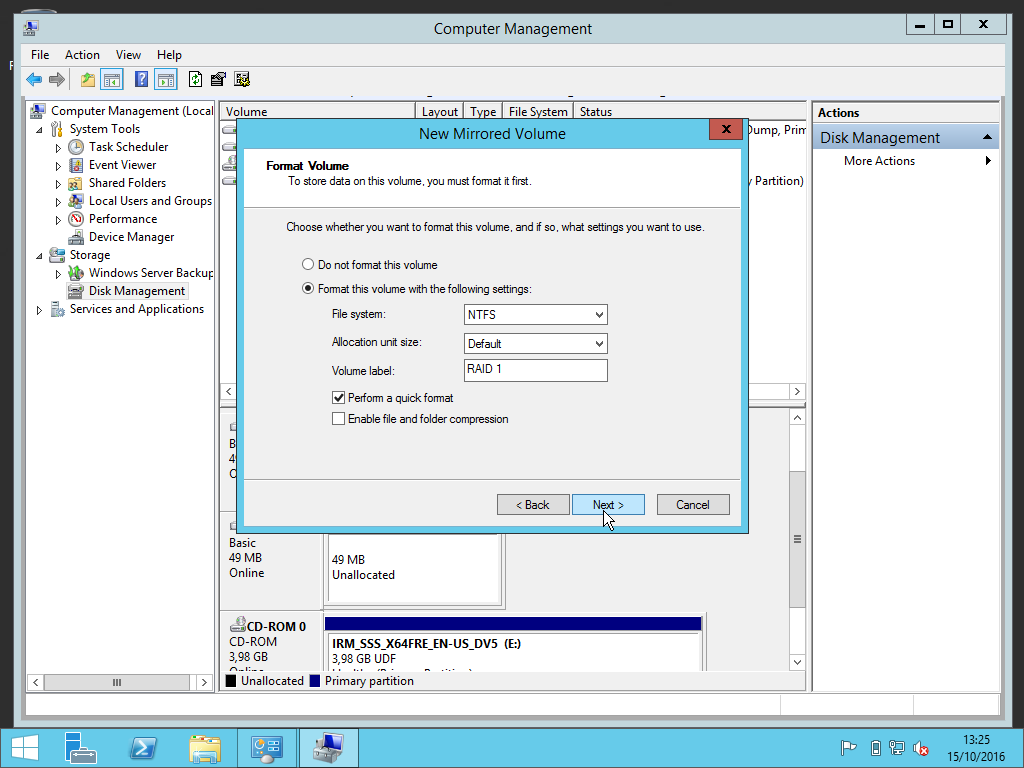 Computer Management
File Action View Help
Computer Management (Local
System Tools
Task Scheduler
Event Viewer
Shared Folders
Local Users and Groups
Performance
Device Manager
Storage
Windows Server Backup
Disk Management
Services and Applications
Volume Layout Type File System Status
Dump, Prim
y Partition)
Actions
Disk Management
More Actions
New Mirrored Volume
Format Volume
To store data on this volume, you must format it first.
Choose whether you want to format this volume, and if so, what settings you want to use.
Do not format this volume
Format this volume with the following settings:
File system: NTFS
Allocation unit size: Default
Volume label: RAID 1
Perform a quick format
Enable file and folder compression
< Back Next > Cancel
Basic
49 MB
Online
49 MB
Unallocated
CD-ROM 0
CD-ROM
3,98 GB
Online
IRM_SSS_X64FRE_EN-US_DV5 (E:)
3,98 GB UDF
Unallocated Primary partition
13:25
15/10/2016